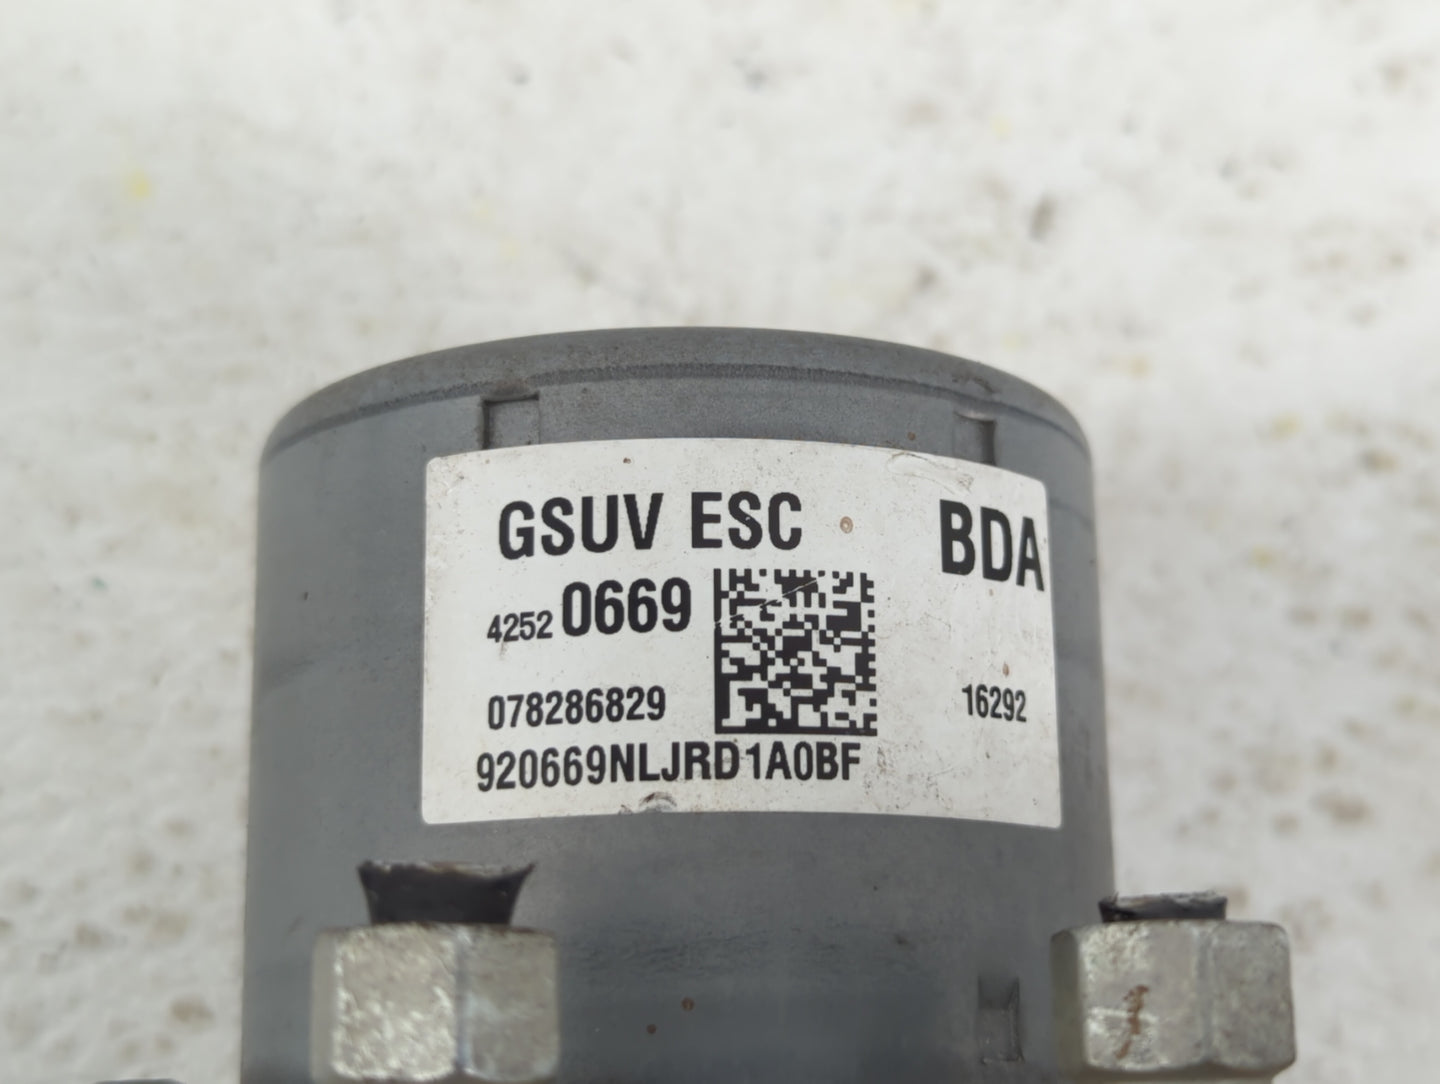 GSUV ESC BDA
4252 0669
078286829 16292
920669NLJRD1A0BF